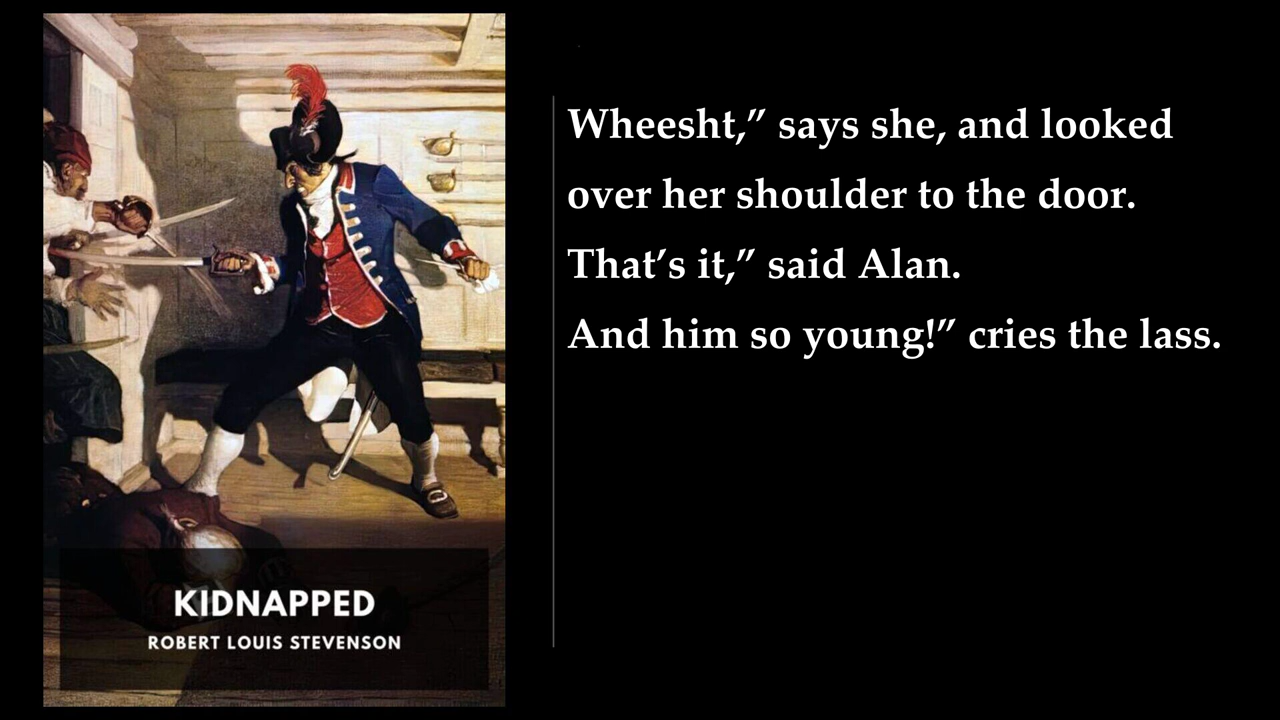 KIDNAPPED
ROBERT LOUIS STEVENSON
Wheesht,” says she, and looked
over her shoulder to the door.
That’s it,” said Alan.
And him so young!” cries the lass.